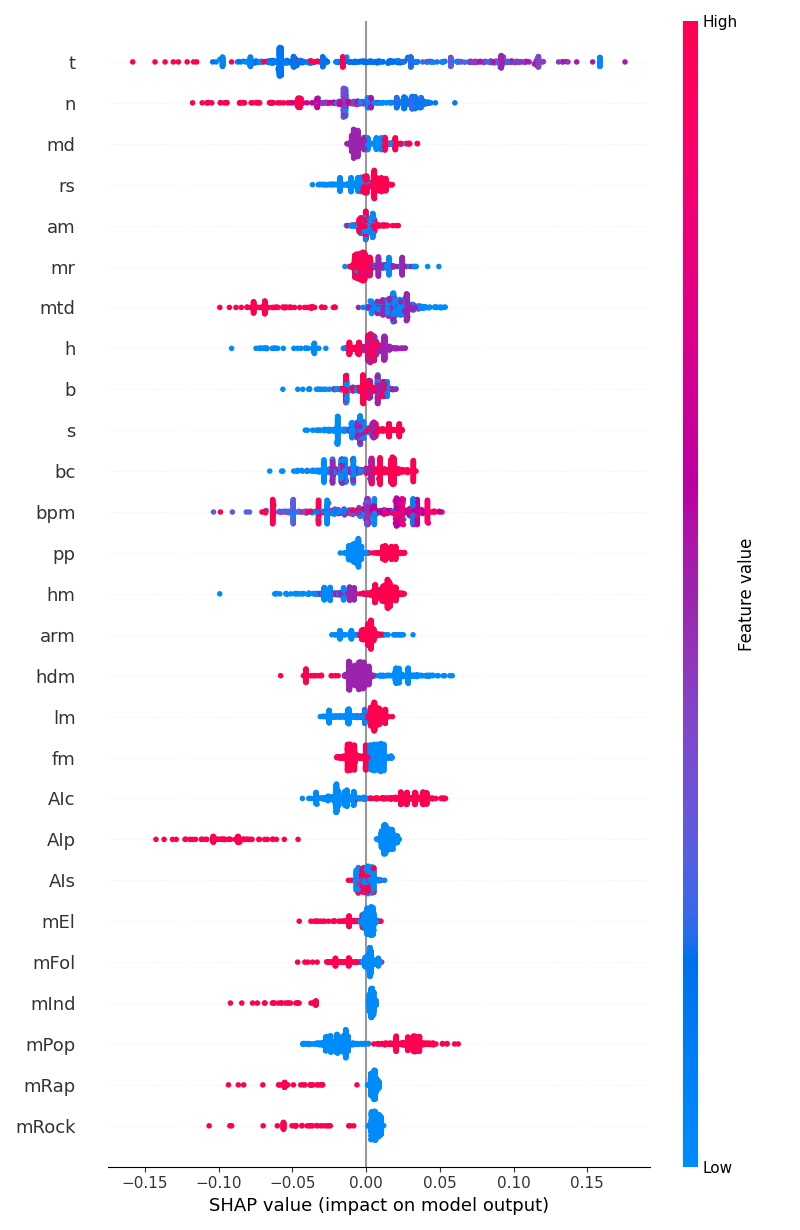 High
t
n
md
rs
am
mr
mtd
h
b
s
bc
bpm
pp
hm
arm
hdm
lm
fm
AIc
AIp
AIs
mEl
mFol
mInd
mPop
mRap
mRock
Feature value
Low
−0.15 −0.10 −0.05 0.00 0.05 0.10 0.15
SHAP value (impact on model output)